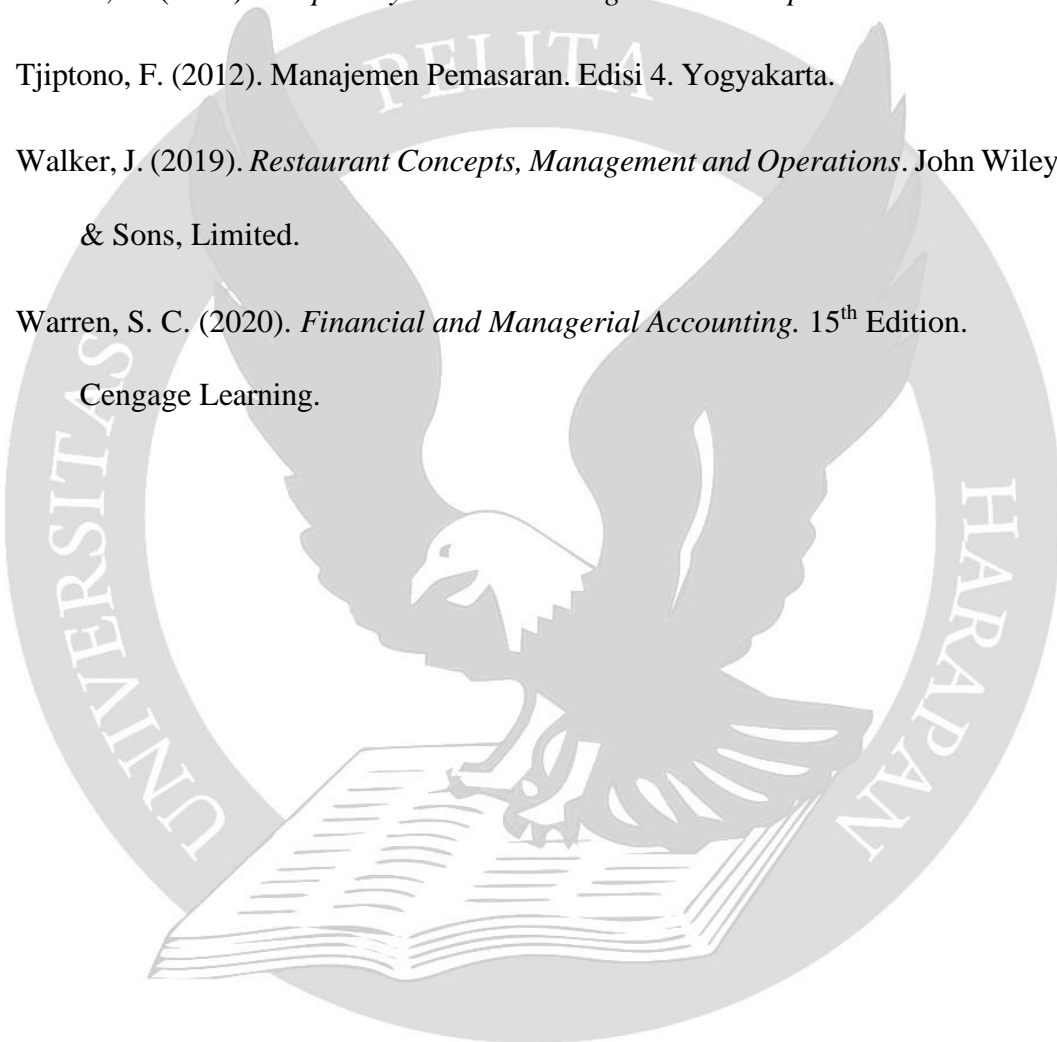 Tjiptono, F. (2012). Manajemen Pemasaran. Edisi 4. Yogyakarta.
Walker, J. (2019). Restaurant Concepts, Management and Operations. John Wiley
& Sons, Limited.
Warren, S. C. (2020). Financial and Managerial Accounting. 15th Edition.
Cengage Learning.
UNIVERSITAS PELITA HARAPAN